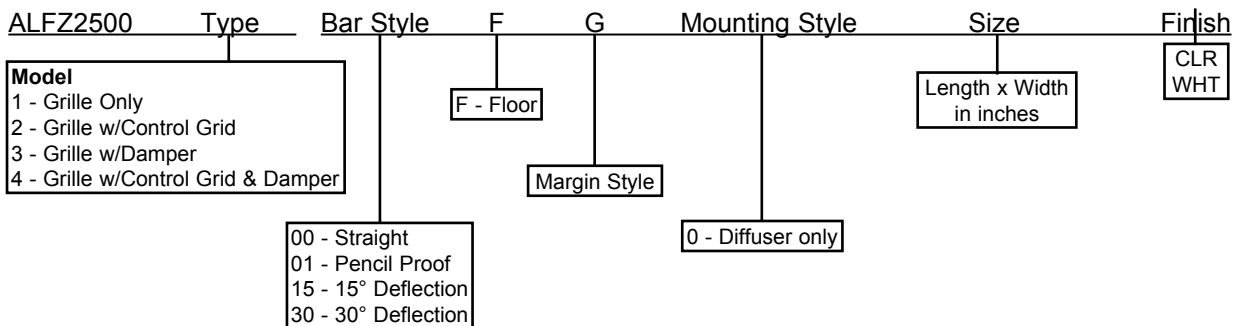 ALFZ2500 Type Bar Style F G Mounting Style Size Finish
Model
1 - Grille Only
2 - Grille w/Control Grid
3 - Grille w/Damper
4 - Grille w/Control Grid & Damper
00 - Straight
01 - Pencil Proof
15 - 15° Deflection
30 - 30° Deflection
F - Floor
Margin Style
0 - Diffuser only
Length x Width
in inches
CLR
WHT